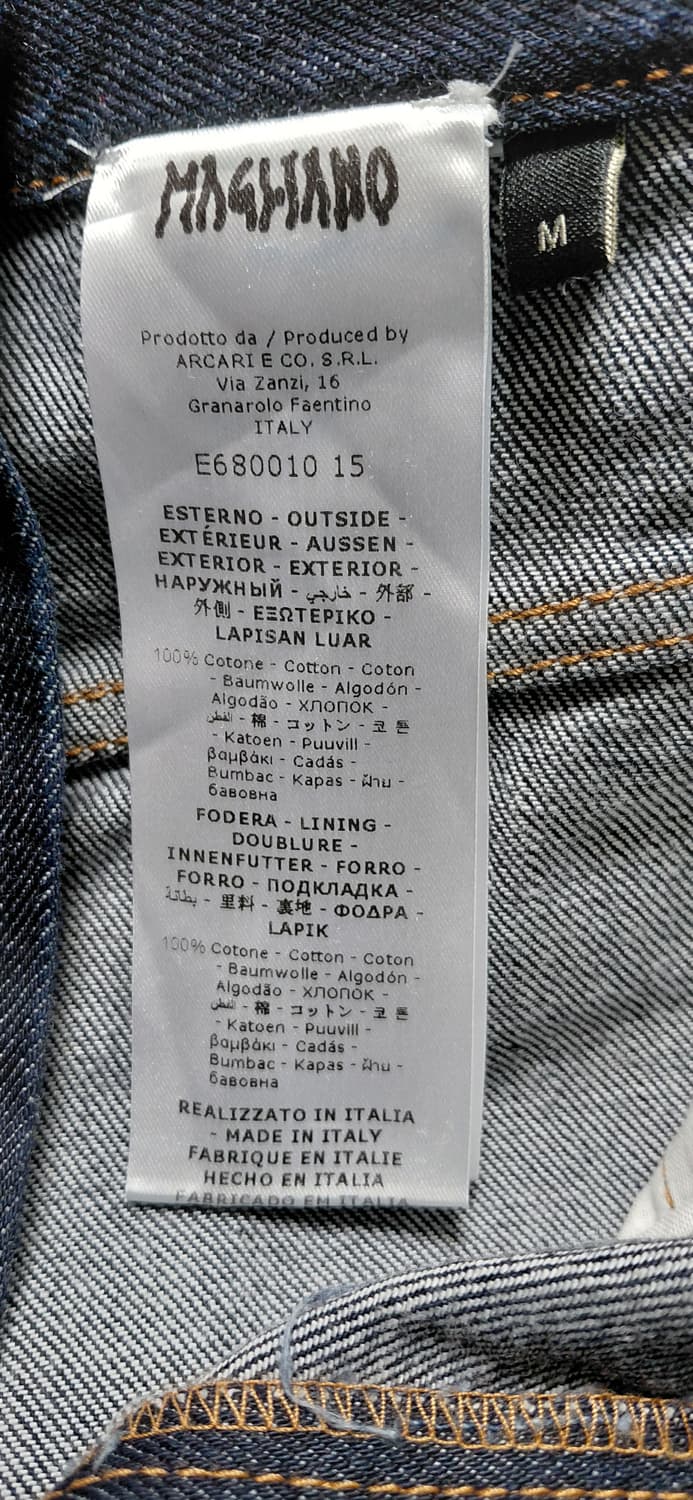 MAGLIANO
M
Prodotto da / Produced by
ARCARI E CO. S.R.L.
Via Zanzi, 16
Granarolo Faentino
ITALY
E680010 15
ESTERNO - OUTSIDE -
EXTÉRIEUR - AUSSEN -
EXTERIOR - EXTERIOR -
НАРУЖНЫЙ - خارجي - 外部 -
外側 - ΕΞΩΤΕΡΙΚΟ -
LAPISAN LUAR
100% Cotone - Cotton - Coton
- Baumwolle - Algodón -
Algodão - ХЛОПОК -
القطن - 棉 - コットン - 코 튼
- Katoen - Puuvill -
βαμβάκι - Cadás -
Bumbac - Kapas - ฝ้าย -
бавовна
FODERA - LINING -
DOUBLURE -
INNENFUTTER - FORRO -
FORRO - ПОДКЛАДКА -
بطانة - 里料 - 裏地 - ΦΟΔΡΑ -
LAPIK
100% Cotone - Cotton - Coton
- Baumwolle - Algodón -
Algodão - ХЛОПОК -
القطن - 棉 - コットン - 코 튼
- Katoen - Puuvill -
βαμβάκι - Cadás -
Bumbac - Kapas - ฝ้าย -
бавовна
REALIZZATO IN ITALIA
- MADE IN ITALY
FABRIQUE EN ITALIE
HECHO EN ITALIA
FABRICADO EM ITALIA